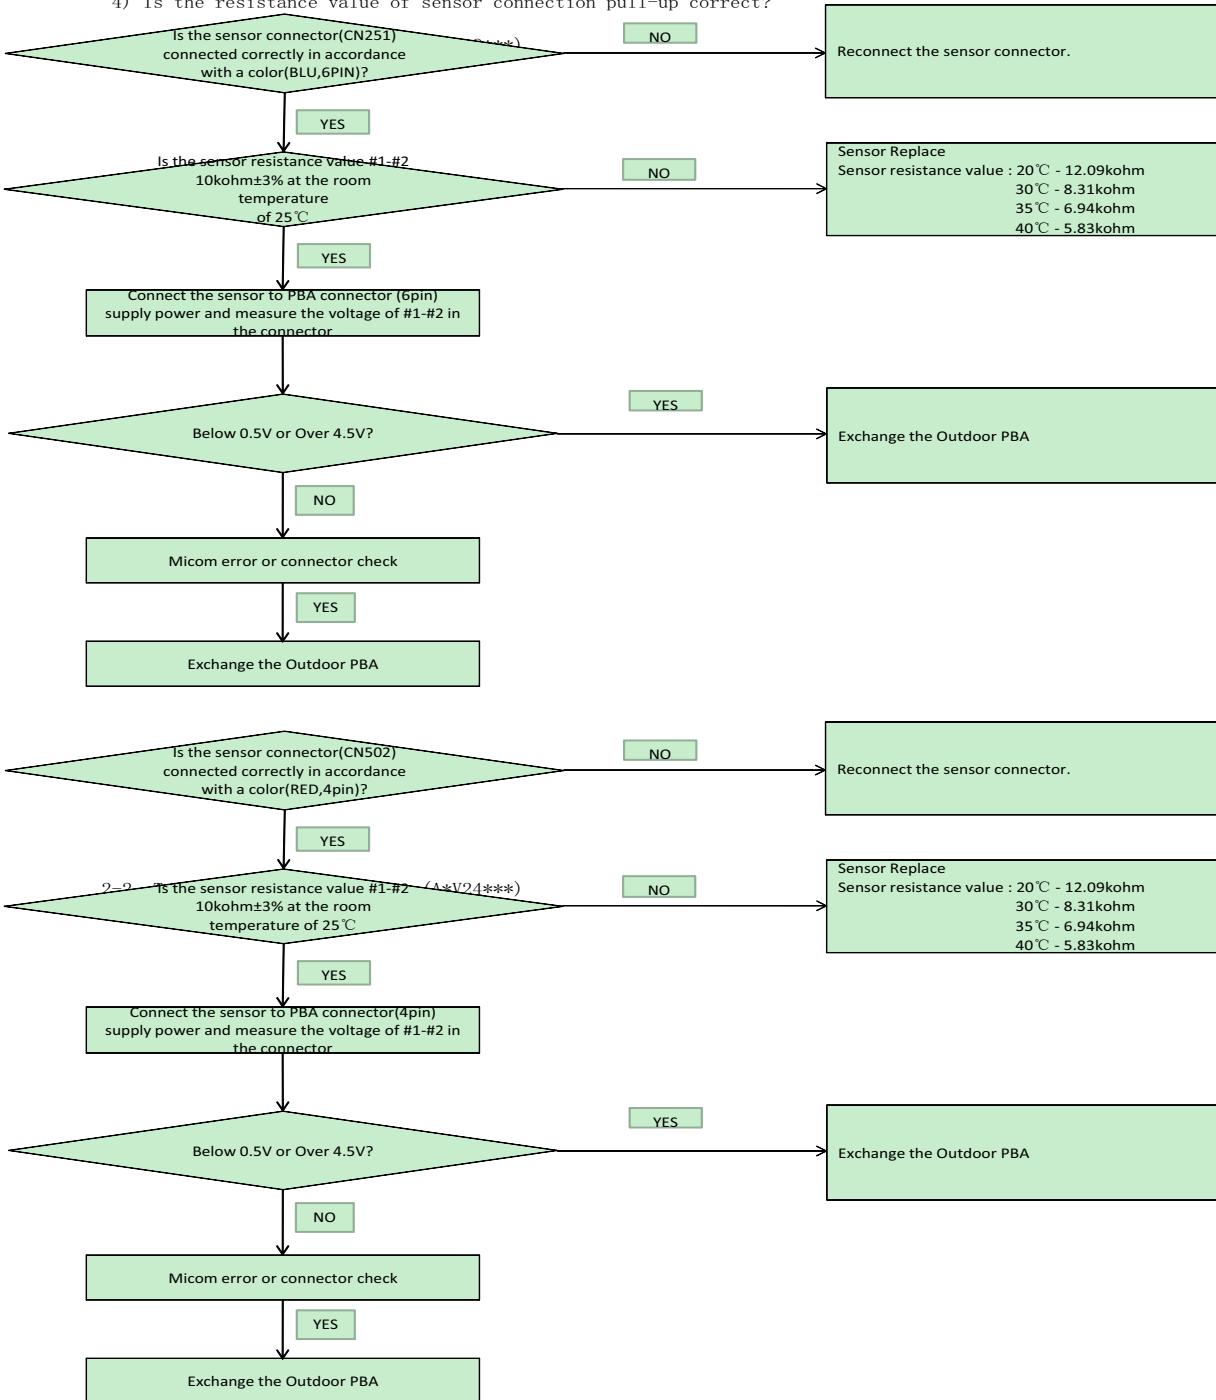 4) Is the resistance value of sensor connection pull-up correct?
Is the sensor connector(CN251)
connected correctly in accordance
with a color(BLU,6PIN)?
***)
NO
Reconnect the sensor connector.
YES
Is the sensor resistance value #1-#2
10kohm±3% at the room
temperature
of 25℃
NO
Sensor Replace
Sensor resistance value : 20℃ - 12.09kohm
30℃ - 8.31kohm
35℃ - 6.94kohm
40℃ - 5.83kohm
YES
Connect the sensor to PBA connector (6pin)
supply power and measure the voltage of #1-#2 in
the connector
Below 0.5V or Over 4.5V?
YES
Exchange the Outdoor PBA
NO
Micom error or connector check
YES
Exchange the Outdoor PBA
Is the sensor connector(CN502)
connected correctly in accordance
with a color(RED,4pin)?
NO
Reconnect the sensor connector.
YES
2-2. (A*V24***)
Is the sensor resistance value #1-#2
10kohm±3% at the room
temperature of 25℃
NO
Sensor Replace
Sensor resistance value : 20℃ - 12.09kohm
30℃ - 8.31kohm
35℃ - 6.94kohm
40℃ - 5.83kohm
YES
Connect the sensor to PBA connector(4pin)
supply power and measure the voltage of #1-#2 in
the connector
Below 0.5V or Over 4.5V?
YES
Exchange the Outdoor PBA
NO
Micom error or connector check
YES
Exchange the Outdoor PBA